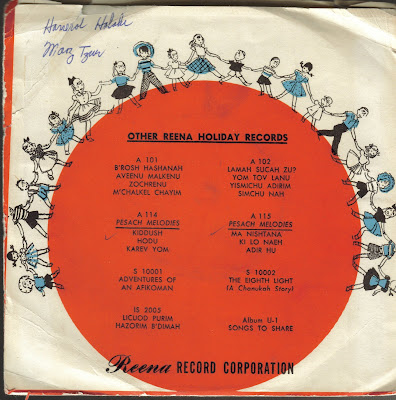 Hanerol Halalu
Maoz Tzur
OTHER REENA HOLIDAY RECORDS
A 101
B'ROSH HASHANAH
AVEENU MALKENU
ZOCHRENU
M'CHALKEL CHAYIM
A 102
LAMAH SUCAH ZU?
YOM TOV LANU
YISMICHU ADIRIM
SIMCHU NAH
A 114
PESACH MELODIES
KIDDUSH
HODU
KAREV YOM
A 115
PESACH MELODIES
MA NISHTANA
KI LO NAEH
ADIR HU
S 10001
ADVENTURES OF
AN AFIKOMAN
S 10002
THE EIGHTH LIGHT
(A Chanukah Story)
IS 2005
LICUOD PURIM
HAZORIM B'DIMAH
Album U-1
SONGS TO SHARE
Reena RECORD CORPORATION